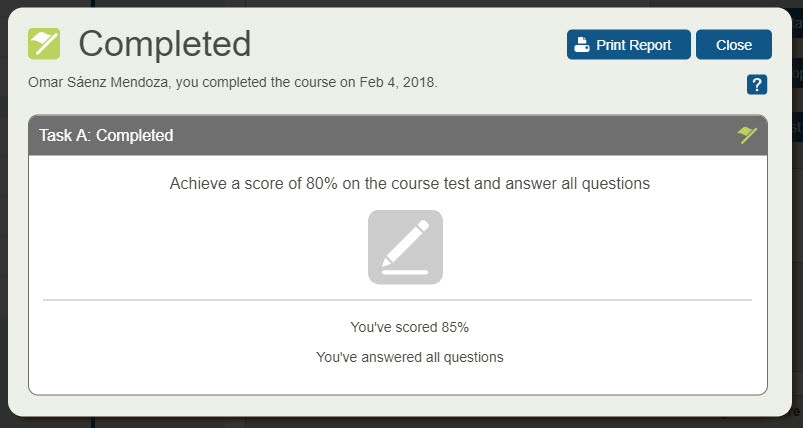 Completed
Print Report
Close
Omar Sáenz Mendoza, you completed the course on Feb 4, 2018.
?
Task A: Completed
Achieve a score of 80% on the course test and answer all questions
You've scored 85%
You've answered all questions